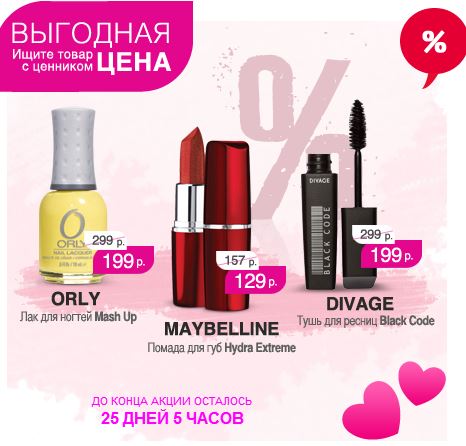 ВЫГОДНАЯ
Ищите товар
с ценником
ЦЕНА
%
%
ORLY
NAIL LACQUER
299 р.
199 р.
157 р.
129 р.
DIVAGE
BLACK CODE
299 р.
199 р.
ORLY
Лак для ногтей Mash Up
MAYBELLINE
Помада для губ Hydra Extreme
DIVAGE
Тушь для ресниц Black Code
ДО КОНЦА АКЦИИ ОСТАЛОСЬ
25 ДНЕЙ 5 ЧАСОВ